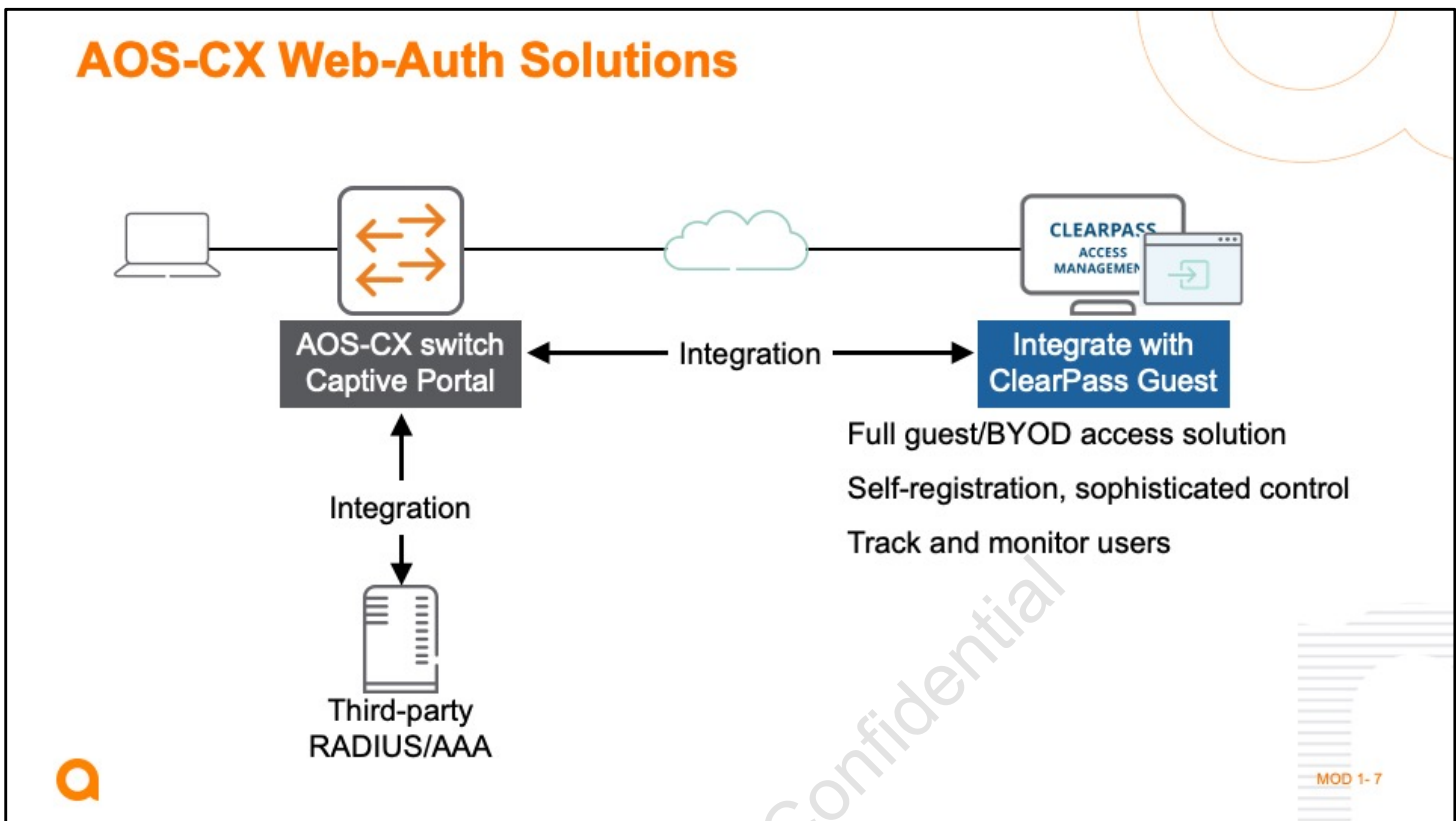 AOS-CX Web-Auth Solutions
CLEARPASS
ACCESS
MANAGEMEN
AOS-CX switch
Captive Portal
Integration
Integrate with
ClearPass Guest
Full guest/BYOD access solution
Self-registration, sophisticated control
Track and monitor users
Integration
Third-party
RADIUS/AAA
Confidential
MOD 1- 7